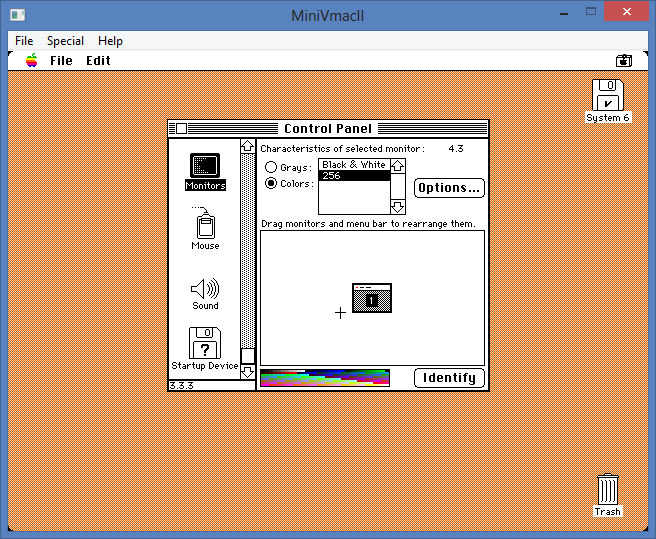 MiniVmacII
File Special Help
File Edit
System 6
Control Panel
Characteristics of selected monitor: 4.3
Grays:
Colors:
Black & White
256
Options...
Drag monitors and menu bar to rearrange them.
Monitors
Mouse
Sound
?
Startup Device
1
Identify
3.3.3
Trash